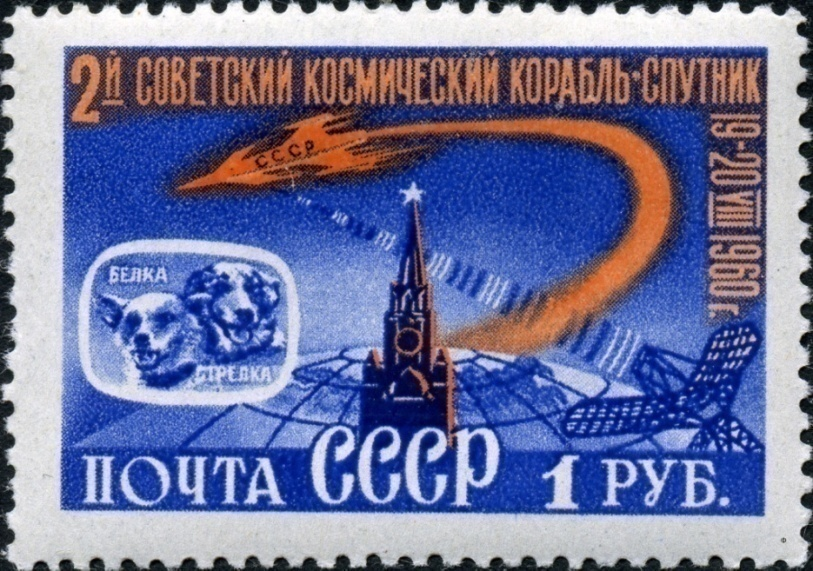 2й СОВЕТСКИЙ КОСМИЧЕСКИЙ КОРАБЛЬ-СПУТНИК
19-20 VIII 1960 г.
СССР
БЕЛКА
СТРЕЛКА
ПОЧТА СССР 1 РУБ.
Ф